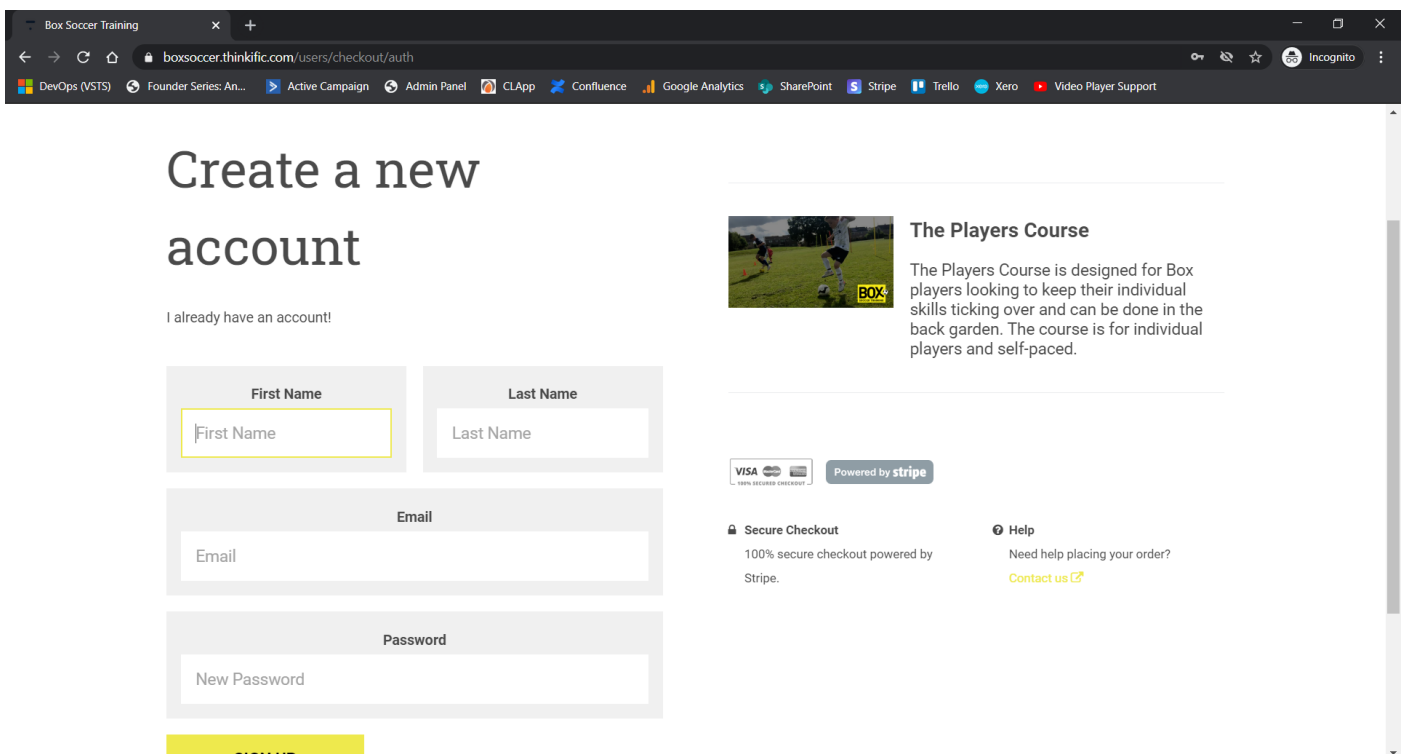 Box Soccer Training
boxsoccer.thinkific.com/users/checkout/auth
Incognito
DevOps (VSTS) Founder Series: An... Active Campaign Admin Panel CLApp Confluence Google Analytics SharePoint Stripe Trello Xero Video Player Support
Create a new
account
I already have an account!
First Name Last Name
First Name Last Name
Email
Email
Password
New Password
SIGN UP
The Players Course
The Players Course is designed for Box
players looking to keep their individual
skills ticking over and can be done in the
back garden. The course is for individual
players and self-paced.
BOX
VISA
100% SECURED CHECKOUT
Powered by stripe
Secure Checkout
100% secure checkout powered by
Stripe.
Help
Need help placing your order?
Contact us